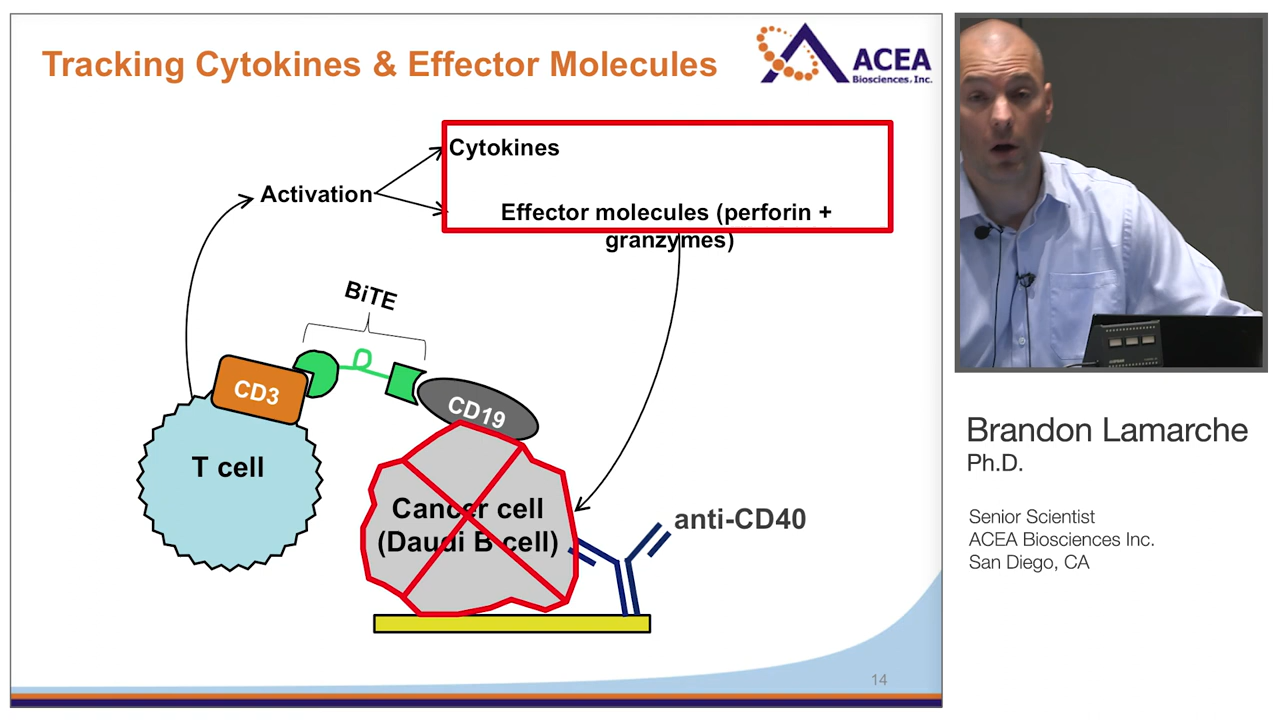 Tracking Cytokines & Effector Molecules
ACEA
Biosciences, Inc.
Cytokines
Activation
Effector molecules (perforin +
granzymes)
BiTE
CD3
CD19
T cell
Cancer cell
(Daudi B cell)
anti-CD40
14
Brandon Lamarche
Ph.D.
Senior Scientist
ACEA Biosciences Inc.
San Diego, CA